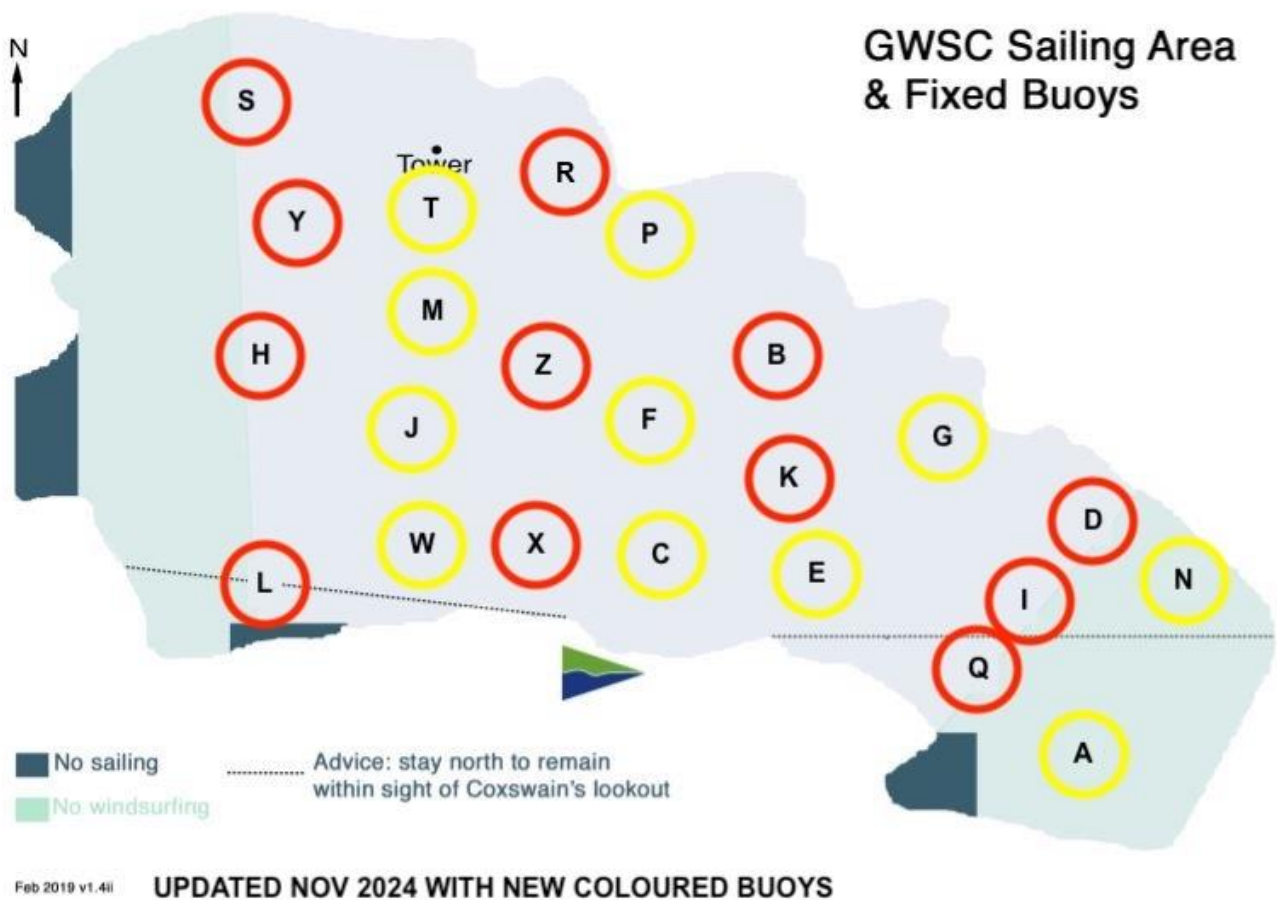 GWSC Sailing Area
& Fixed Buoys
N
S
Tower
R
T
Y
P
M
H
Z
B
J
F
G
K
D
W
X
C
E
N
L
I
Q
A
No sailing
Advice: stay north to remain
within sight of Coxswain's lookout
No windsurfing
Feb 2019 v1.4ii
UPDATED NOV 2024 WITH NEW COLOURED BUOYS